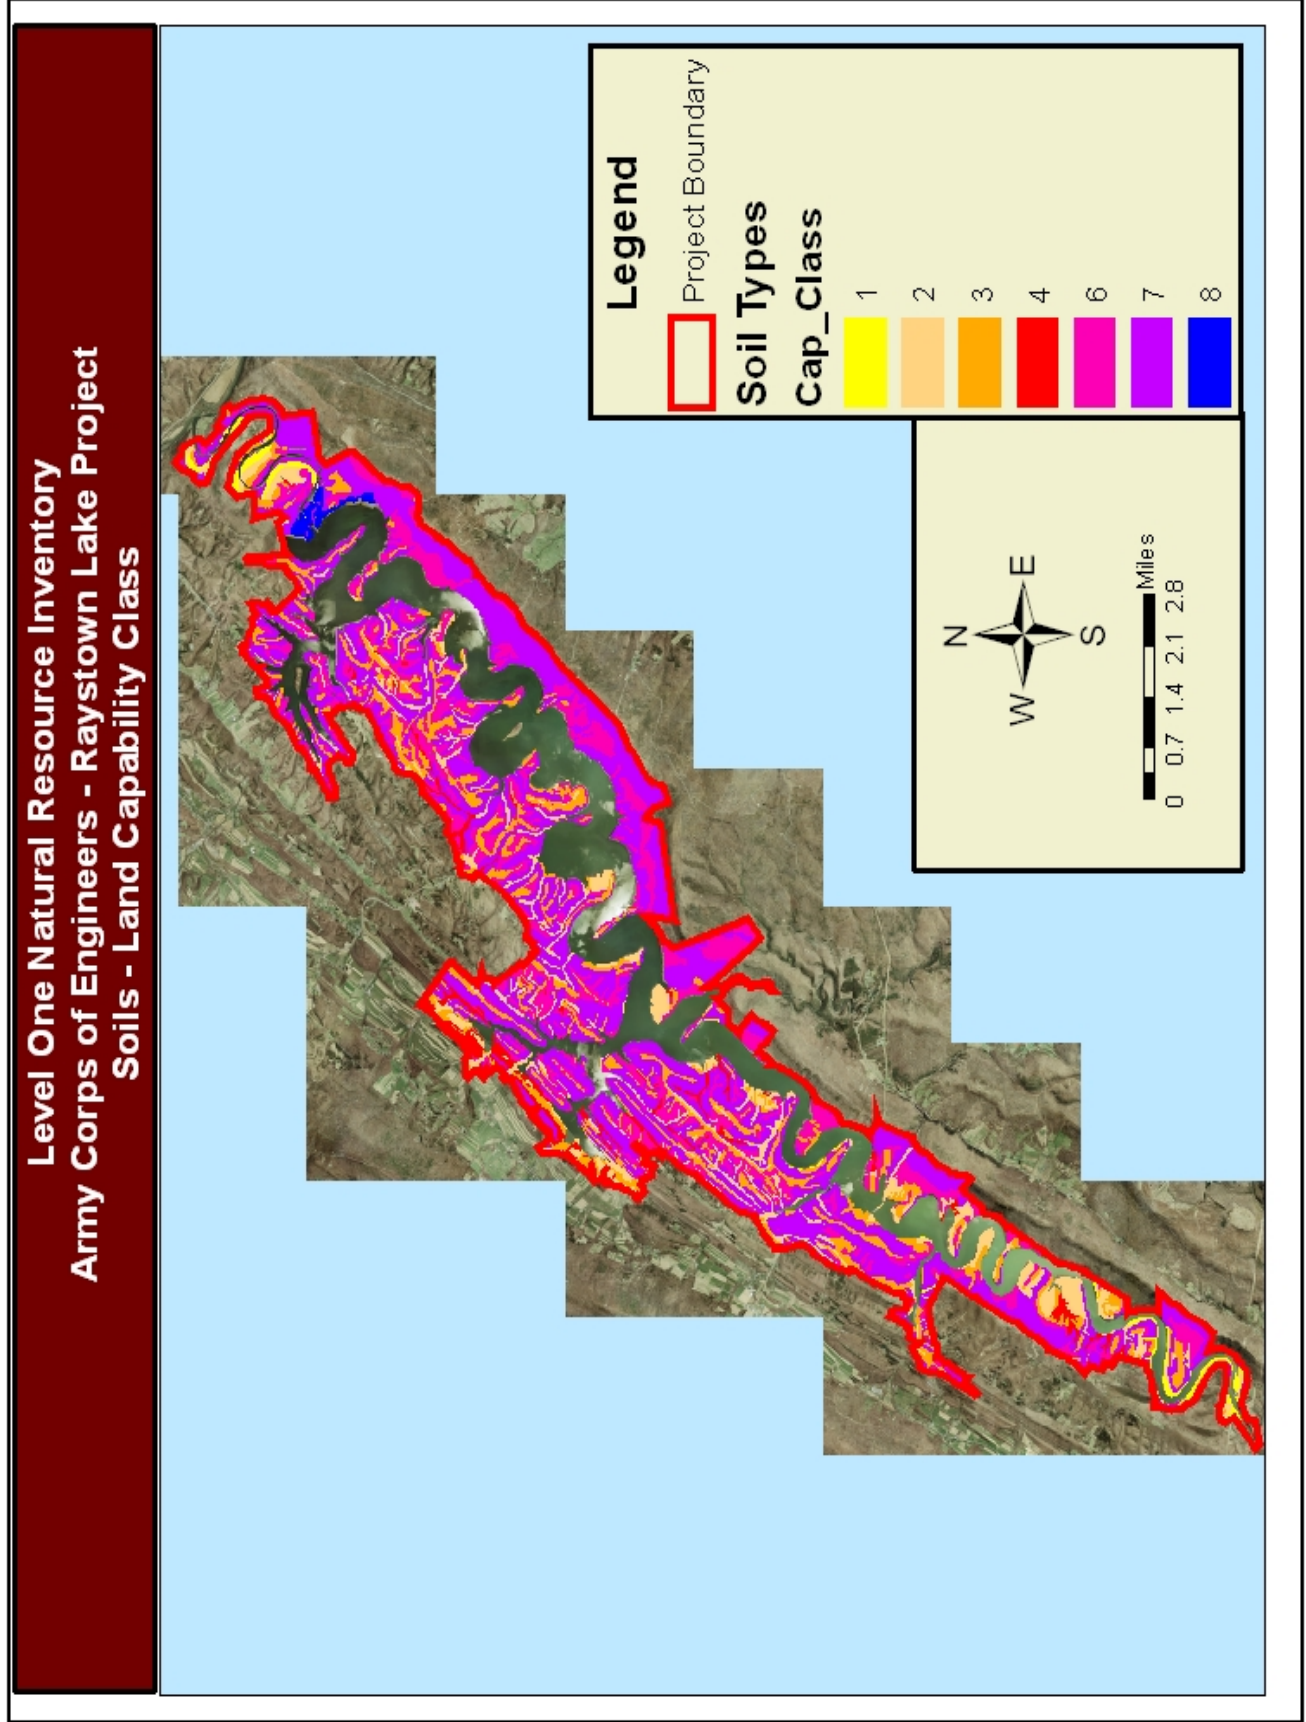 Level One Natural Resource Inventory
Army Corps of Engineers - Raystown Lake Project
Soils - Land Capability Class
Legend
Project Boundary
Soil Types
Cap_Class
1
2
3
4
6
7
8
N
W E
S
Miles
0 0.7 1.4 2.1 2.8